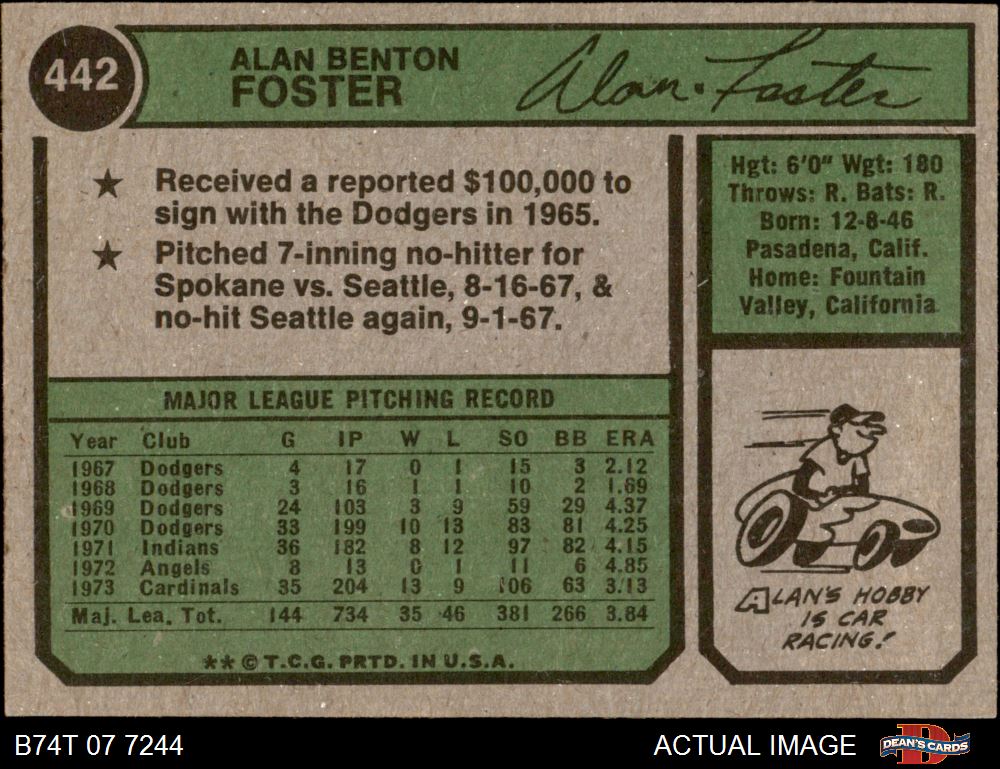 442
ALAN BENTON
FOSTER
Alan Foster
★ Received a reported $100,000 to
sign with the Dodgers in 1965.
★ Pitched 7-inning no-hitter for
Spokane vs. Seattle, 8-16-67, &
no-hit Seattle again, 9-1-67.
Hgt: 6'0" Wgt: 180
Throws: R. Bats: R.
Born: 12-8-46
Pasadena, Calif.
Home: Fountain
Valley, California
MAJOR LEAGUE PITCHING RECORD
Year Club G IP W L SO BB ERA
1967 Dodgers 4 17 0 1 15 3 2.12
1968 Dodgers 3 16 1 1 10 2 1.69
1969 Dodgers 24 103 3 9 59 29 4.37
1970 Dodgers 33 199 10 13 83 81 4.25
1971 Indians 36 182 8 12 97 82 4.15
1972 Angels 8 13 0 1 11 6 4.85
1973 Cardinals 35 204 13 9 106 63 3.13
Maj. Lea. Tot. 144 734 35 46 381 266 3.84
** © T.C.G. PRTD. IN U.S.A.
ALAN'S HOBBY
IS CAR
RACING!
B74T 07 7244
ACTUAL IMAGE
DEAN'S CARDS